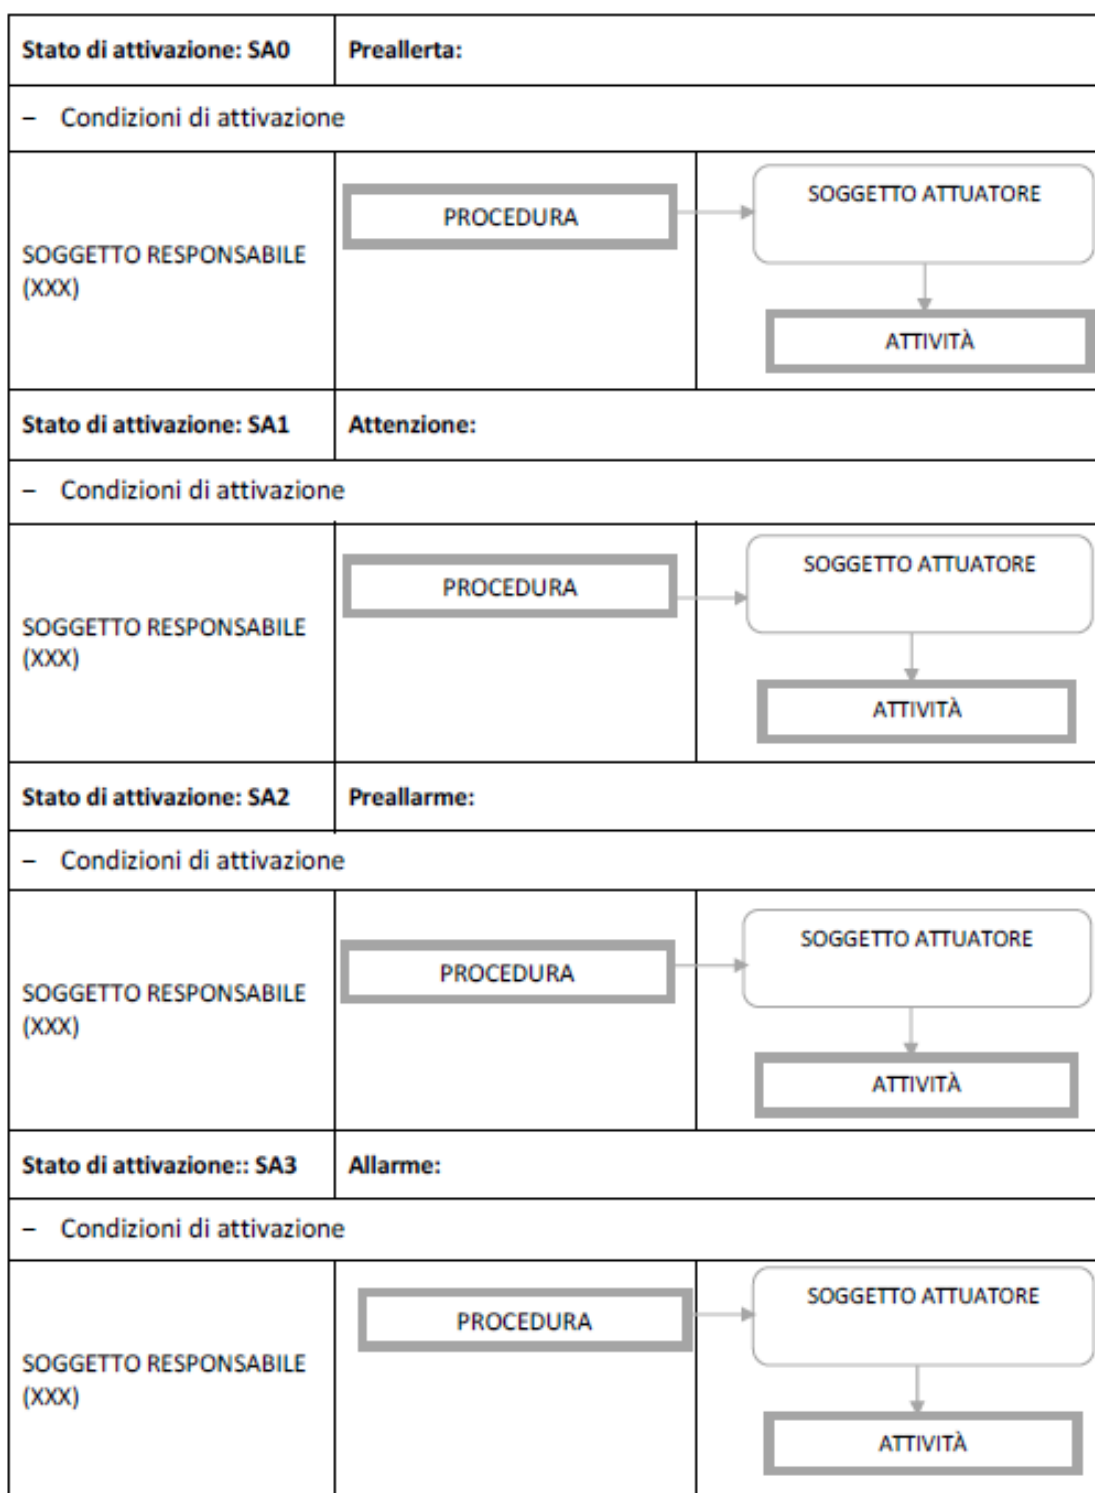 Stato di attivazione: SA0
Preallerta:
– Condizioni di attivazione
SOGGETTO RESPONSABILE
(XXX)
PROCEDURA
SOGGETTO ATTUATORE
ATTIVITÀ
Stato di attivazione: SA1
Attenzione:
– Condizioni di attivazione
SOGGETTO RESPONSABILE
(XXX)
PROCEDURA
SOGGETTO ATTUATORE
ATTIVITÀ
Stato di attivazione: SA2
Preallarme:
– Condizioni di attivazione
SOGGETTO RESPONSABILE
(XXX)
PROCEDURA
SOGGETTO ATTUATORE
ATTIVITÀ
Stato di attivazione:: SA3
Allarme:
– Condizioni di attivazione
SOGGETTO RESPONSABILE
(XXX)
PROCEDURA
SOGGETTO ATTUATORE
ATTIVITÀ